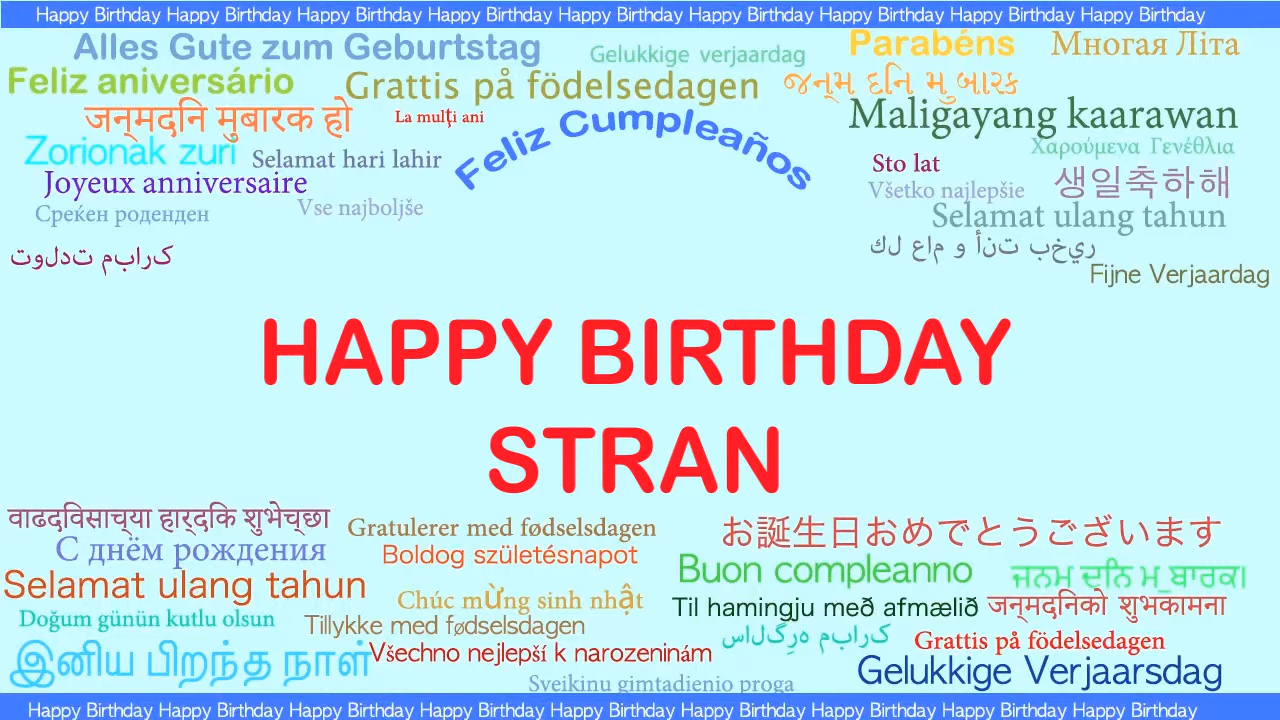 Happy Birthday Happy Birthday Happy Birthday Happy Birthday Happy Birthday Happy Birthday Happy Birthday Happy Birthday Happy Birthday
Alles Gute zum Geburtstag
Gelukkige verjaardag
Parabéns
Многая Літа
Feliz aniversário
Grattis på födelsedagen
જન્મ દિન મુબારક
जन्मदिन मुबारक हो
La mulţi ani
Feliz Cumpleaños
Maligayang kaarawan
Zorionak zuri
Selamat hari lahir
Χαρούμενα Γενέθλια
Sto lat
Joyeux anniversaire
Všetko najlepšie
생일축하해
Среќен роденден
Vse najboljše
Selamat ulang tahun
تولدت مبارک
كل عام و أنت بخير
Fijne Verjaardag
HAPPY BIRTHDAY
STRAN
वाढदिवसाच्या हार्दिक शुभेच्छा
Gratulerer med fødselsdagen
お誕生日おめでとうございます
С днём рождения
Boldog születésnapot
Buon compleanno
ਜਨਮ ਦਿਨ ਮੁਬਾਰਕ।
Selamat ulang tahun
Chúc mừng sinh nhật
Til hamingju með afmælið
जन्मदिनको शुभकामना
Doğum günün kutlu olsun
Tillykke med fødselsdagen
سالگرہ مبارک
Grattis på födelsedagen
இனிய பிறந்த நாள்
Všechno nejlepší k narozeninám
Gelukkige Verjaarsdag
Sveikinu gimtadienio proga
Happy Birthday Happy Birthday Happy Birthday Happy Birthday Happy Birthday Happy Birthday Happy Birthday Happy Birthday Happy Birthday